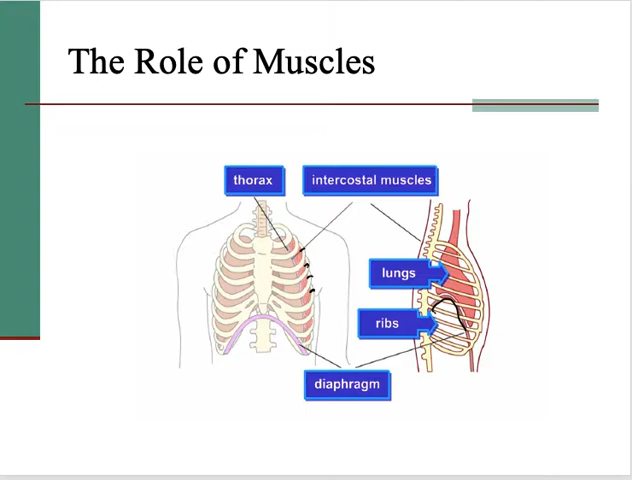 The Role of Muscles
thorax
intercostal muscles
lungs
ribs
diaphragm